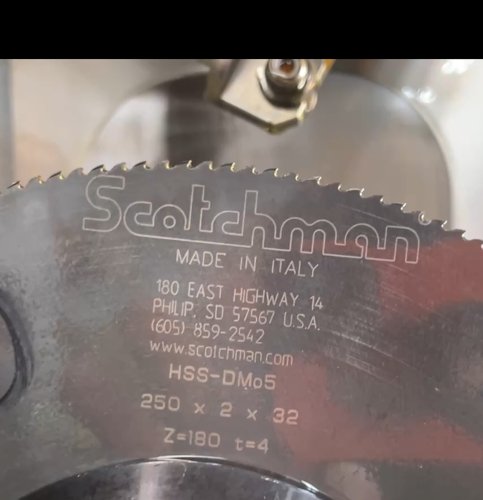 Scotchman
MADE IN ITALY
180 EAST HIGHWAY 14
PHILIP, SD 57567 U.S.A.
(605) 859-2542
www.scotchman.com
HSS-DMo5
250 x 2 x 32
Z=180 t=4